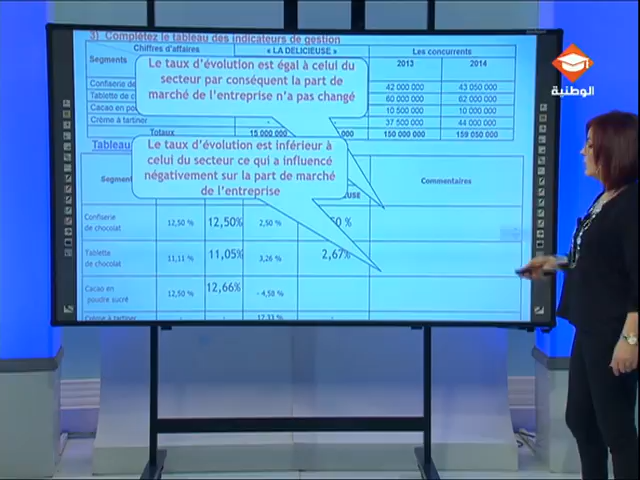 3) Complétez le tableau des indicateurs de gestion
Chiffres d'affaires
« LA DELICIEUSE »
Les concurrents
Segments
2013
2014
Le taux d'évolution est égal à celui du
secteur par conséquent la part de
marché de l'entreprise n'a pas changé
Confiserie de
42 000 000
43 050 000
Tablette de c
60 000 000
62 000 000
Cacao en pou
10 500 000
10 000 000
Crème à tartiner
-
37 500 000
44 000 000
Totaux
15 000 000
000
150 000 000
159 050 000
Tableau
Le taux d'évolution est inférieur à
celui du secteur ce qui a influencé
négativement sur la part de marché
de l'entreprise
Segment
USE
Commentaires
Confiserie
de chocolat
12,50 %
12,50%
2,50 %
50 %
Tablette
de chocolat
11,11 %
11,05%
3,26 %
2,67%
Cacao en
poudre sucré
12,50 %
12,66%
- 4,50 %
Crème à tartiner
-
-
17,33 %
الوطنية